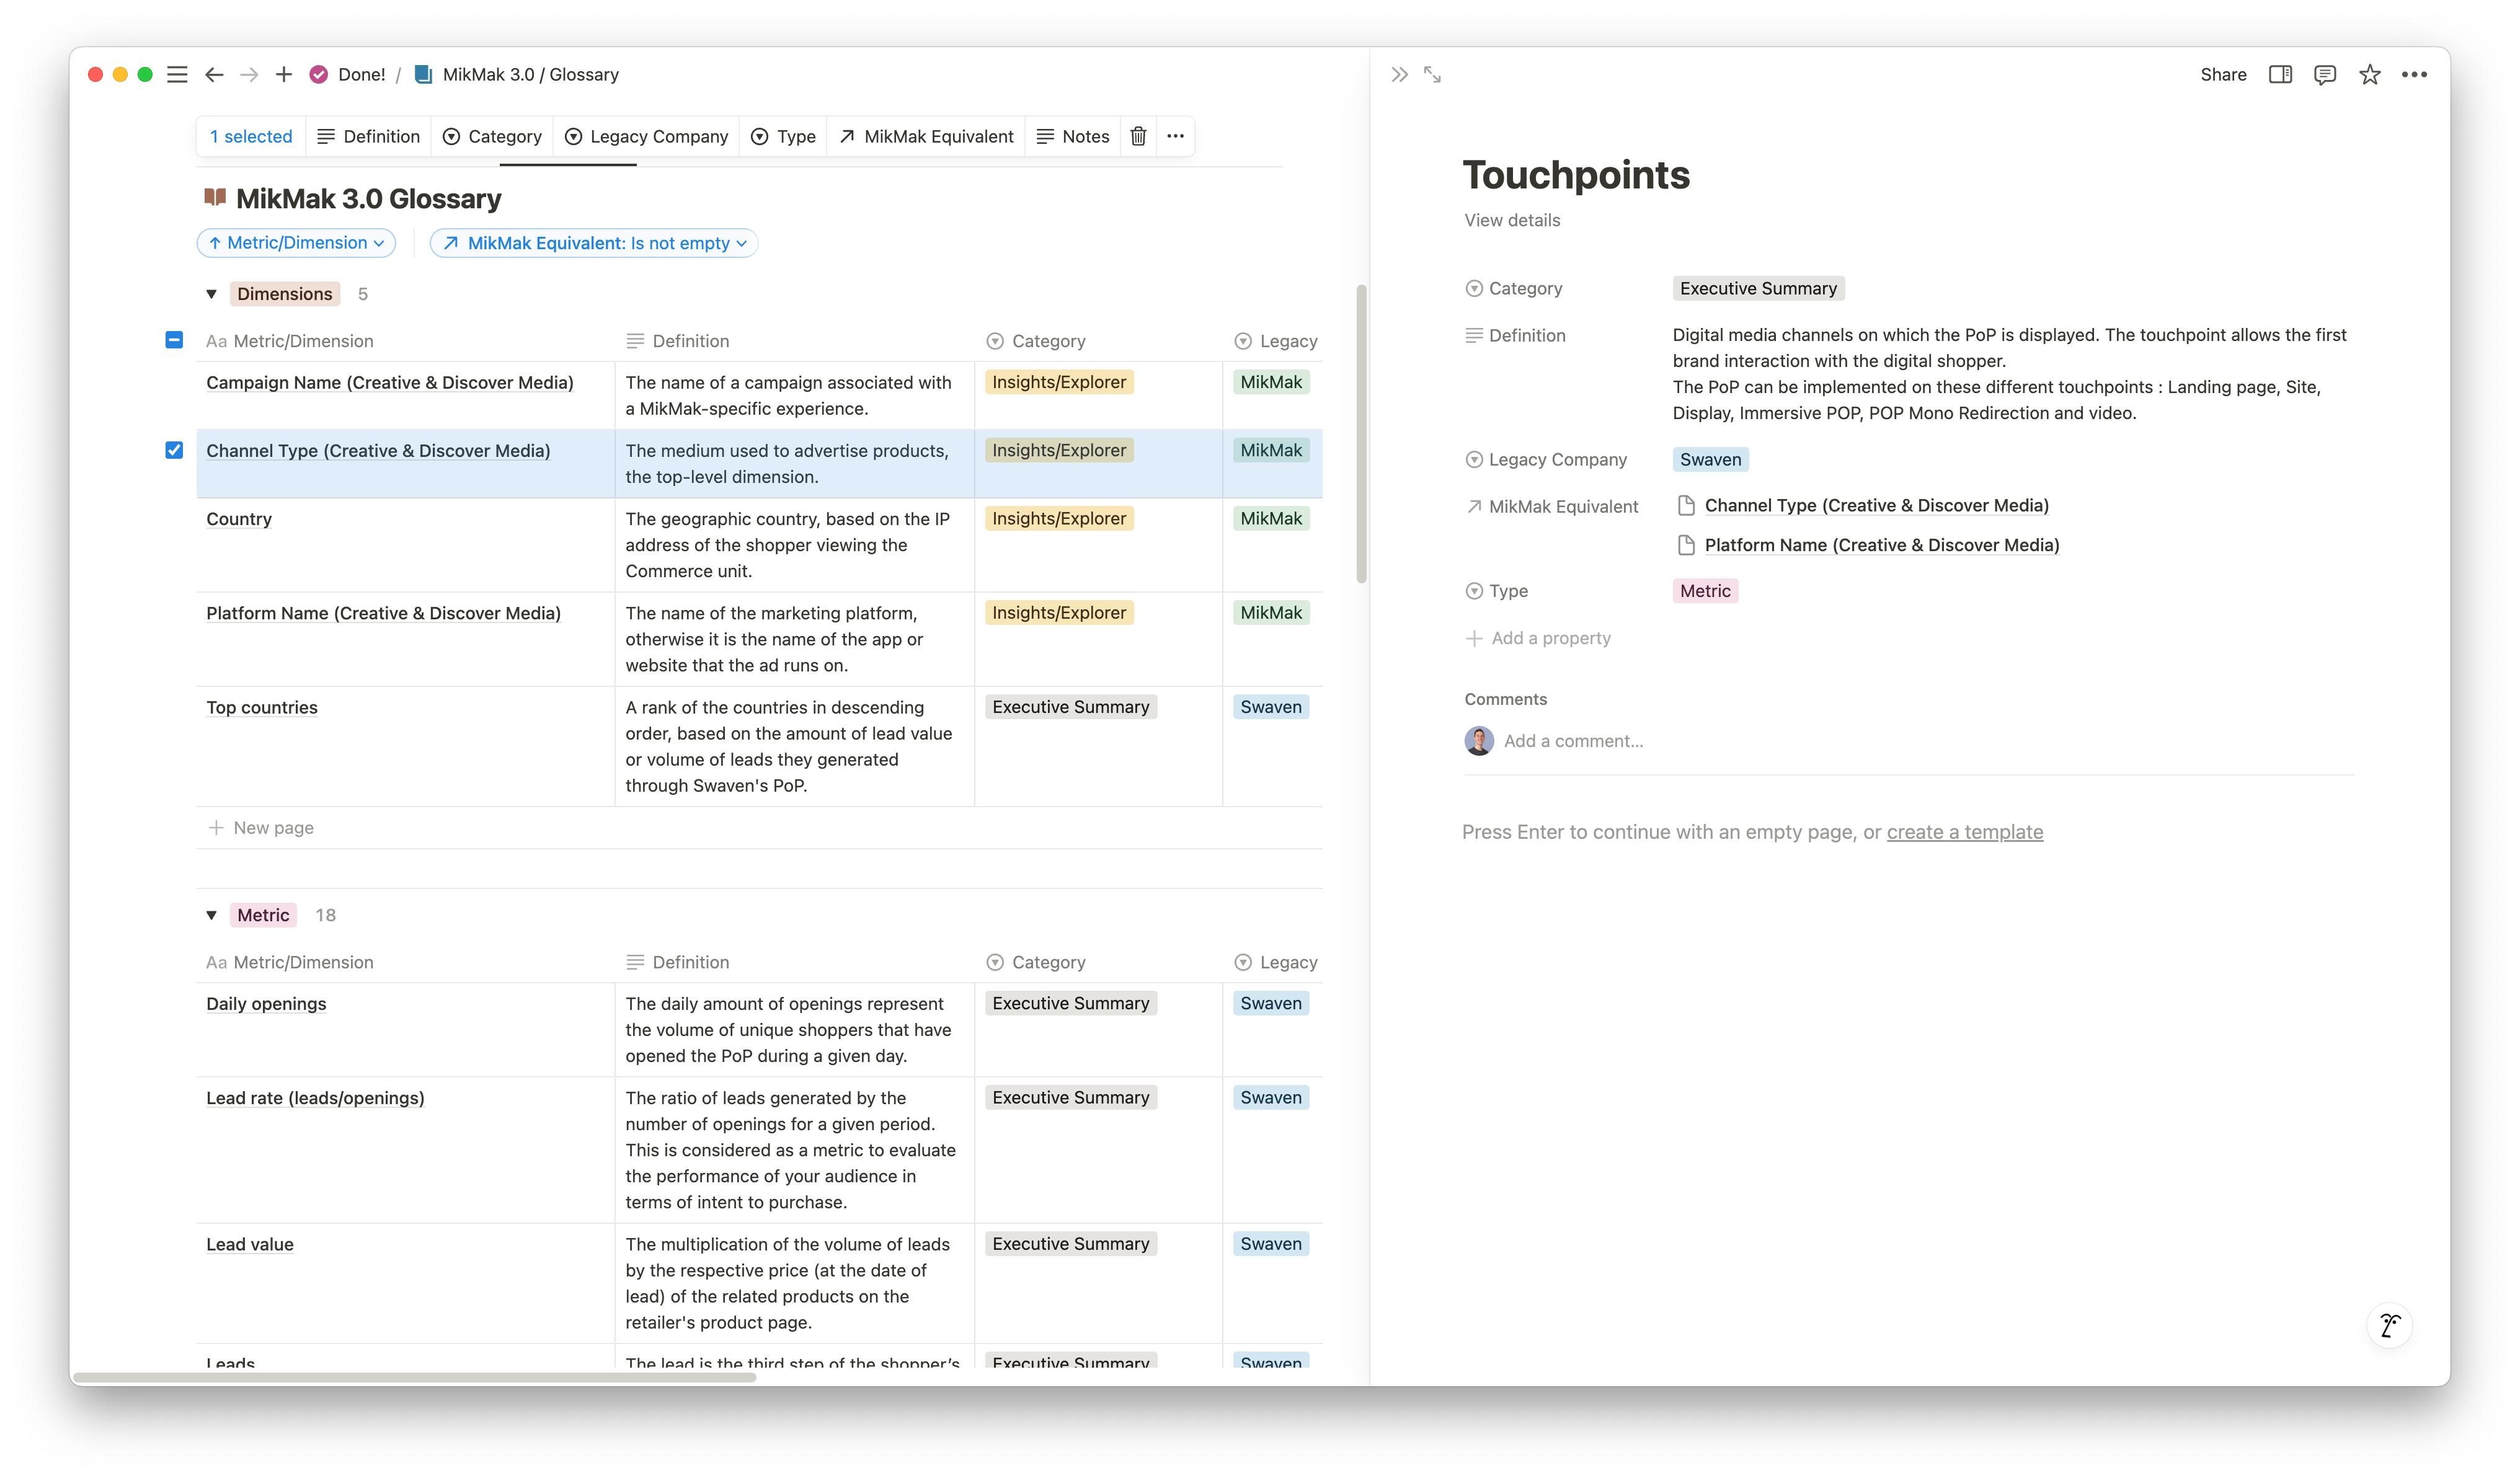 Done! / MikMak 3.0 / Glossary
1 selected Definition Category Legacy Company Type MikMak Equivalent Notes
MikMak 3.0 Glossary
Metric/Dimension MikMak Equivalent: Is not empty
Dimensions 5
Aa Metric/Dimension Definition Category Legacy
Campaign Name (Creative & Discover Media) The name of a campaign associated with Insights/Explorer MikMak
a MikMak-specific experience.
Channel Type (Creative & Discover Media) The medium used to advertise products, Insights/Explorer MikMak
the top-level dimension.
Country The geographic country, based on the IP Insights/Explorer MikMak
address of the shopper viewing the
Commerce unit.
Platform Name (Creative & Discover Media) The name of the marketing platform, Insights/Explorer MikMak
otherwise it is the name of the app or
website that the ad runs on.
Top countries A rank of the countries in descending Executive Summary Swaven
order, based on the amount of lead value
or volume of leads they generated
through Swaven's PoP.
New page
Metric 18
Aa Metric/Dimension Definition Category Legacy
Daily openings The daily amount of openings represent Executive Summary Swaven
the volume of unique shoppers that have
opened the PoP during a given day.
Lead rate (leads/openings) The ratio of leads generated by the Executive Summary Swaven
number of openings for a given period.
This is considered as a metric to evaluate
the performance of your audience in
terms of intent to purchase.
Lead value The multiplication of the volume of leads Executive Summary Swaven
by the respective price (at the date of
lead) of the related products on the
retailer's product page.
Leads The lead is the third step of the shopper's Executive Summary Swaven
Share
Touchpoints
View details
Category Executive Summary
Definition Digital media channels on which the PoP is displayed. The touchpoint allows the first
brand interaction with the digital shopper.
The PoP can be implemented on these different touchpoints : Landing page, Site,
Display, Immersive POP, POP Mono Redirection and video.
Legacy Company Swaven
MikMak Equivalent Channel Type (Creative & Discover Media)
Platform Name (Creative & Discover Media)
Type Metric
Add a property
Comments
Add a comment...
Press Enter to continue with an empty page, or create a template